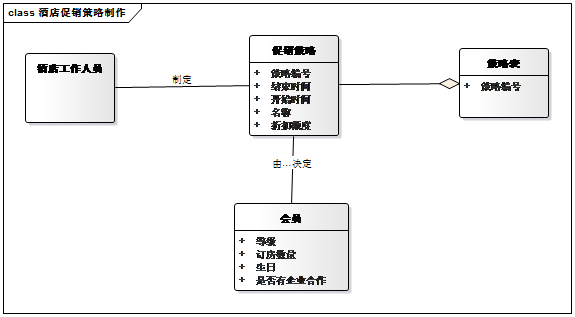 class 酒店促销策略制作
促销策略
+ 策略编号
+ 结束时间
+ 开始时间
+ 名称
+ 折扣额度
酒店工作人员
制定
策略表
+ 策略编号
由...决定
会员
+ 等级
+ 订房数量
+ 生日
+ 是否有企业合作